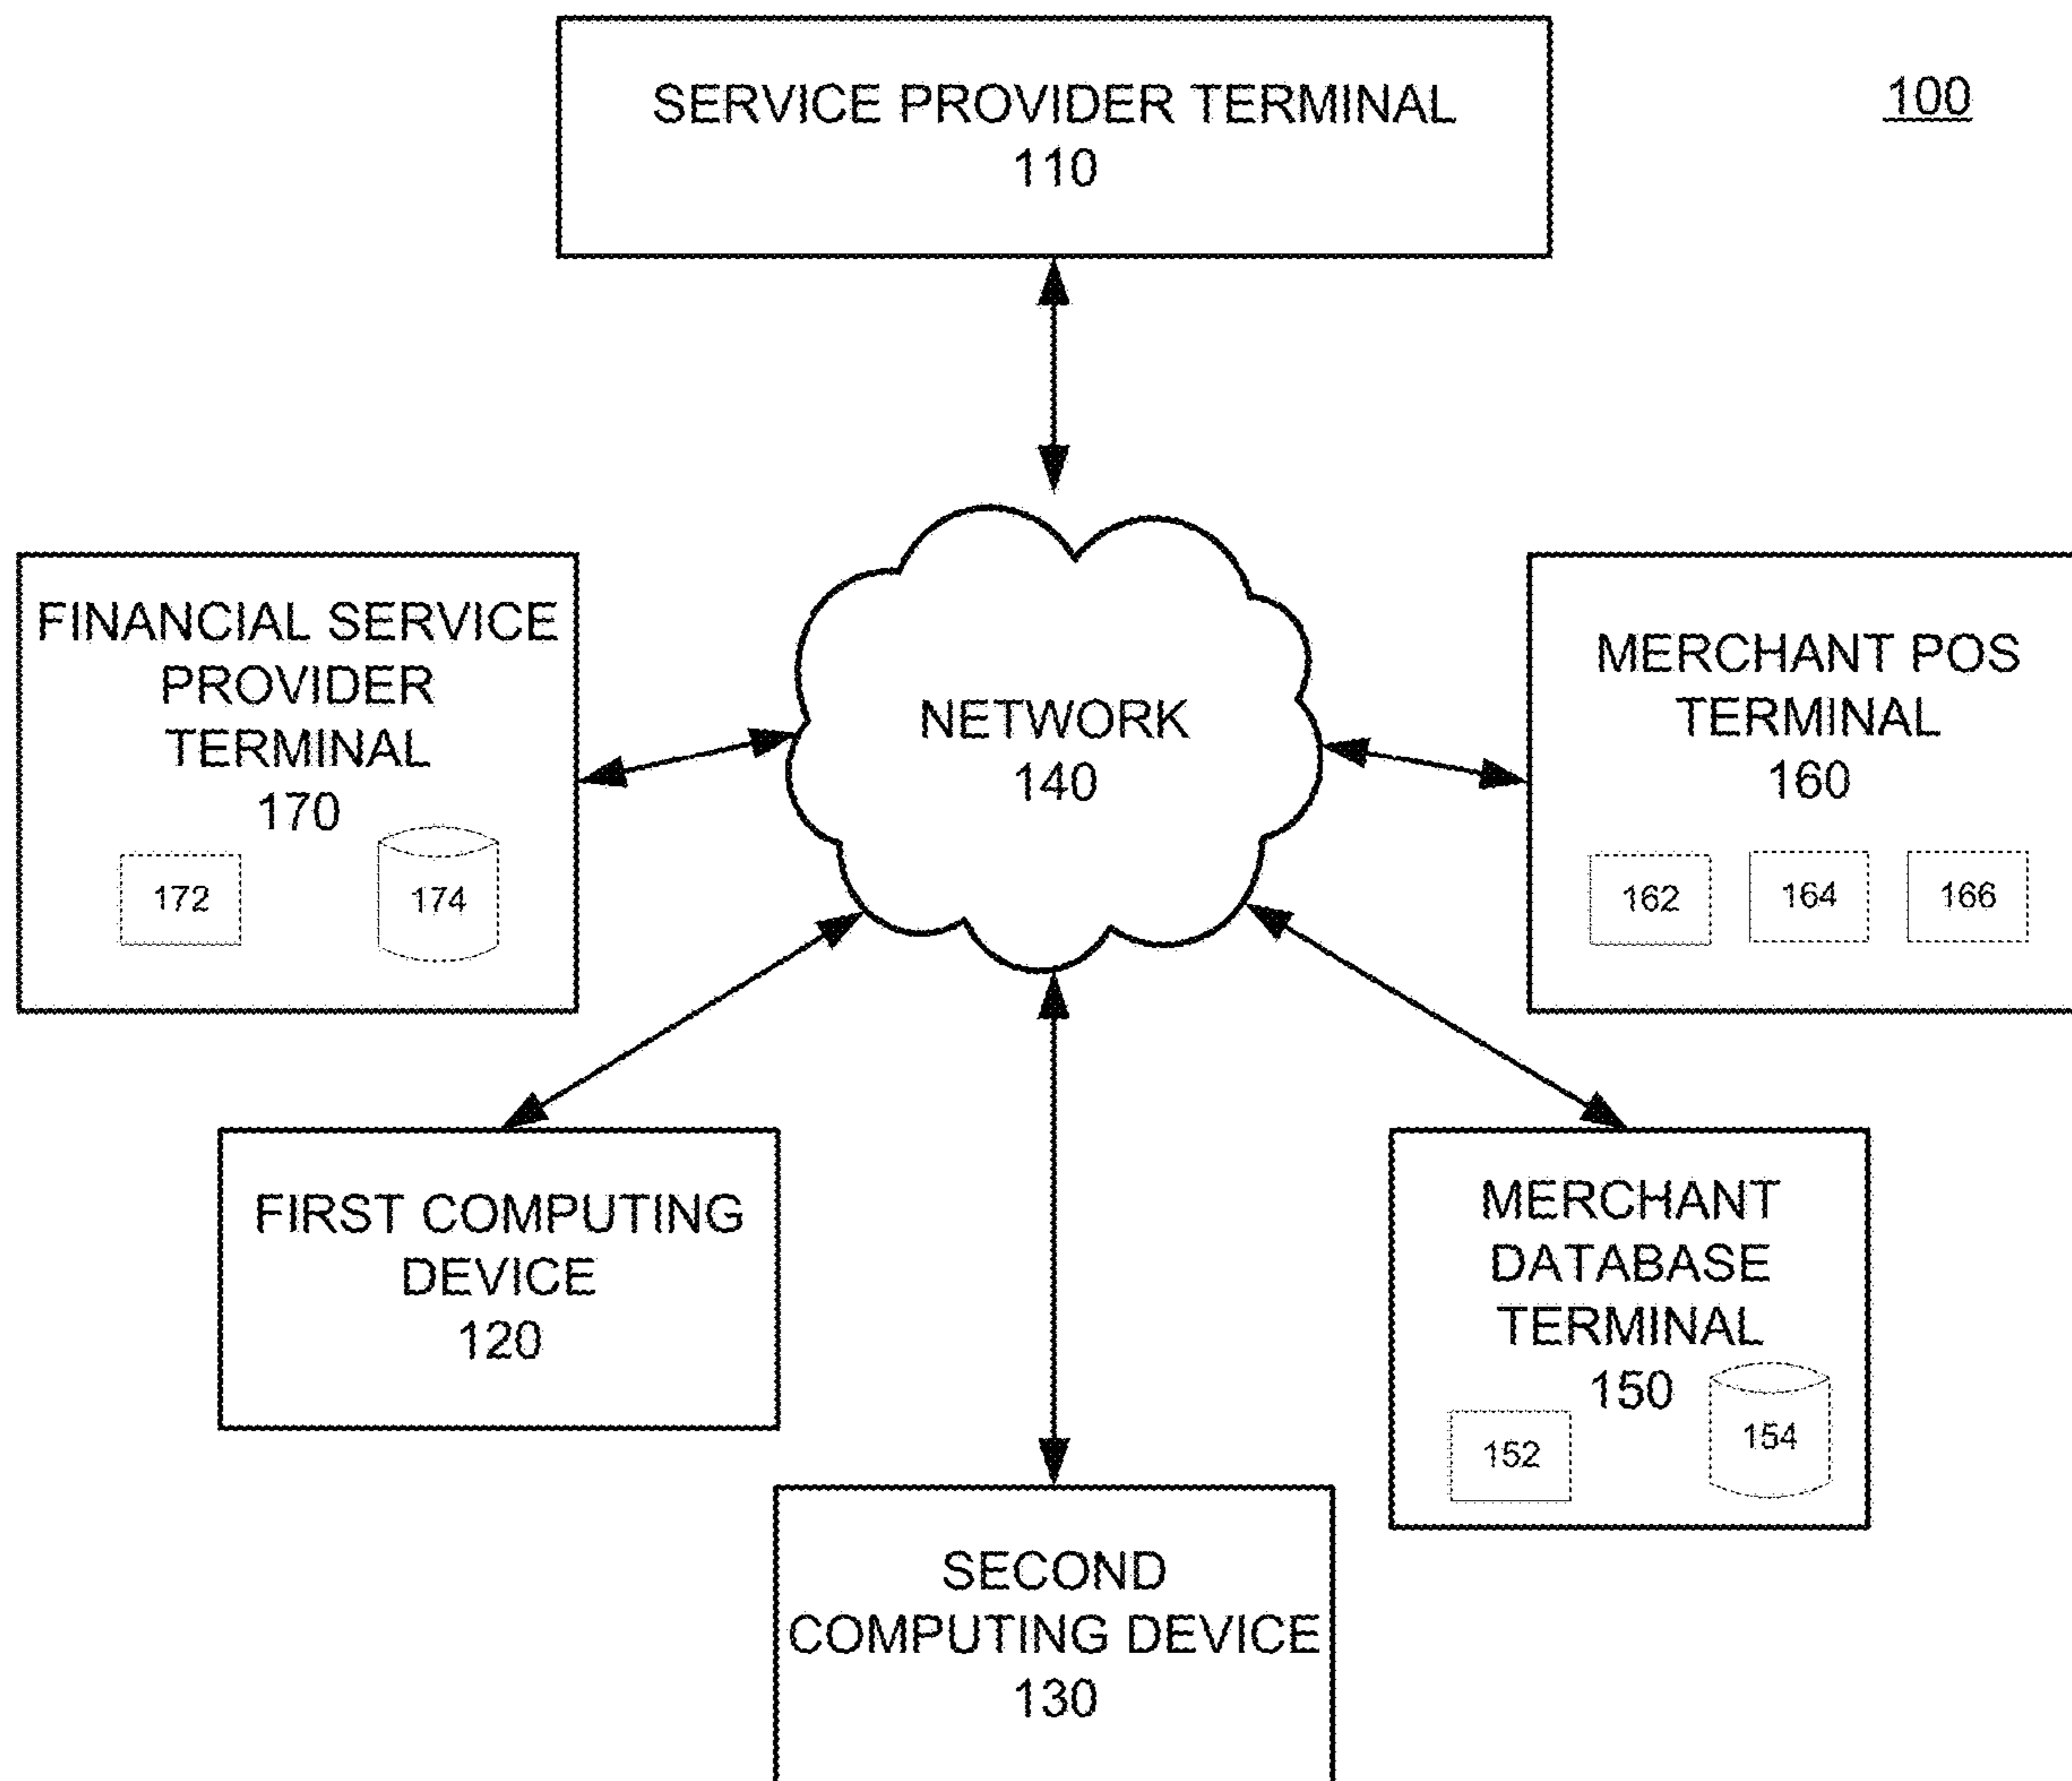 SERVICE PROVIDER TERMINAL
110
100
FINANCIAL SERVICE
PROVIDER
TERMINAL
170
172
174
NETWORK
140
MERCHANT POS
TERMINAL
160
162
164
166
FIRST COMPUTING
DEVICE
120
MERCHANT
DATABASE
TERMINAL
150
152
154
SECOND
COMPUTING DEVICE
130